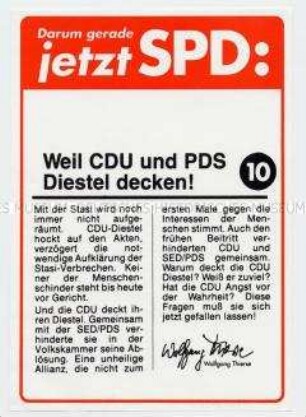 Darum gerade
jetzt SPD:
Weil CDU und PDS
Diestel decken!
10
Mit der Stasi wird noch
immer nicht aufge-
räumt. CDU-Diestel
hockt auf den Akten,
verzögert die not-
wendige Aufklärung der
Stasi-Verbrechen. Kei-
ner der Menschen-
schinder steht bis heute
vor Gericht.
Und die CDU deckt ih-
ren Diestel. Gemeinsam
mit der SED/PDS ver-
hinderte sie in der
Volkskammer seine Ab-
lösung. Eine unheilige
Allianz, die nicht zum
ersten Male gegen die
Interessen der Men-
schen stimmt. Auch den
frühen Beitritt ver-
hinderten CDU und
SED/PDS gemeinsam.
Warum deckt die CDU
Diestel? Weiß er zuviel?
Hat die CDU Angst vor
der Wahrheit? Diese
Fragen muß sie sich
jetzt gefallen lassen!
Wolfgang Thierse
Wolfgang Thierse